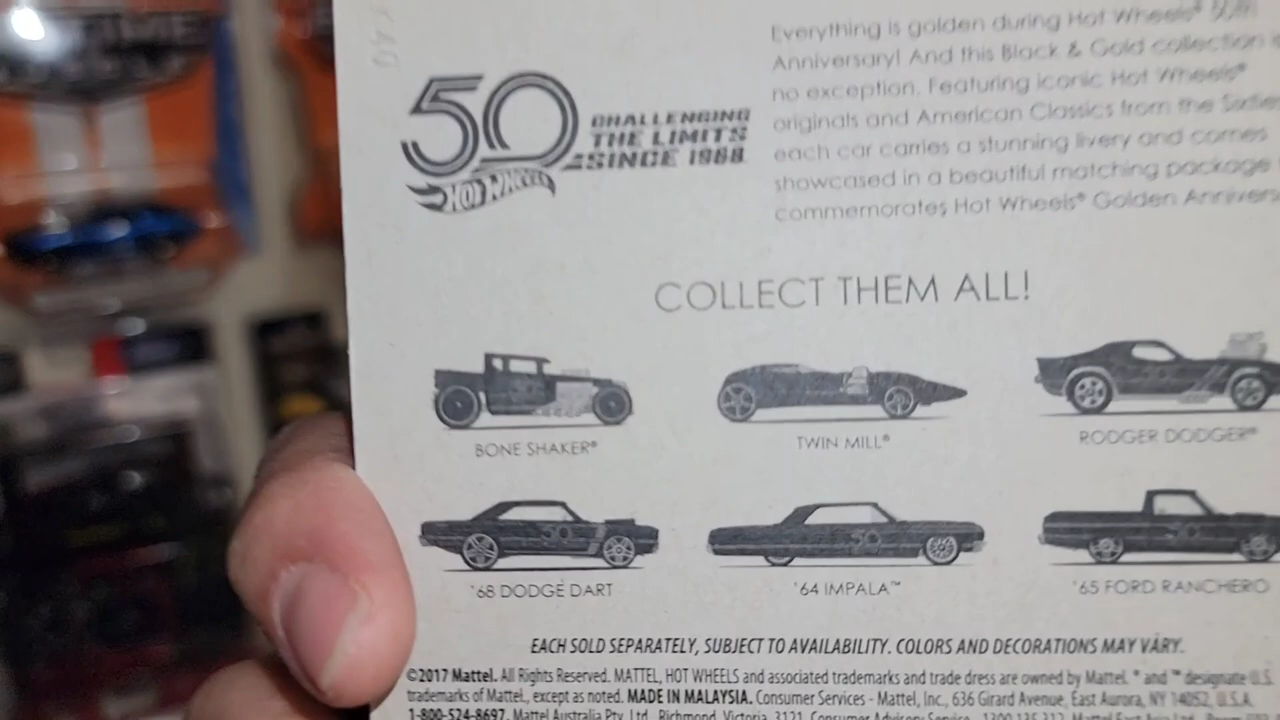 Everything is golden during Hot Wheels® 50th
Anniversary! And this Black & Gold collection
no exception. Featuring iconic Hot Wheels®
originals and American Classics from the Sixties
each car carries a stunning livery and comes
showcased in a beautiful matching package
commemorates Hot Wheels® Golden
50
CHALLENGING
THE LIMITS
SINCE 1968
HOT WHEELS
COLLECT THEM ALL!
BONE SHAKER®
TWIN MILL®
RODGER DODGER®
'68 DODGE DART
'64 IMPALA™
'65 FORD RANCHERO
EACH SOLD SEPARATELY, SUBJECT TO AVAILABILITY. COLORS AND DECORATIONS MAY VARY.
©2017 Mattel. All Rights Reserved. MATTEL, HOT WHEELS and associated trademarks and trade dress are owned by Mattel. ® and ™ designate U.S.
trademarks of Mattel, except as noted. MADE IN MALAYSIA. Consumer Services - Mattel, Inc., 636 Girard Avenue, East Aurora, NY 14052, U.S.A.
1-800-524-8697. Mattel Australia Pty. Ltd., Richmond, Victoria. 3121. Consumer Advisory Service